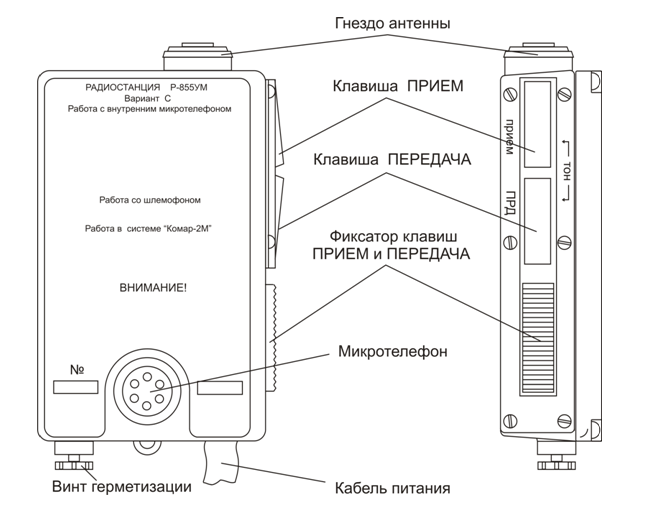 Гнездо антенны
РАДИОСТАНЦИЯ Р-855УМ
Вариант С
Работа с внутренним микротелефоном
Клавиша ПРИЕМ
прием
тон
Клавиша ПЕРЕДАЧА
ПРД
Работа со шлемофоном
Работа в системе “Комар-2М”
Фиксатор клавиш
ПРИЕМ и ПЕРЕДАЧА
ВНИМАНИЕ!
Микротелефон
№
Винт герметизации
Кабель питания